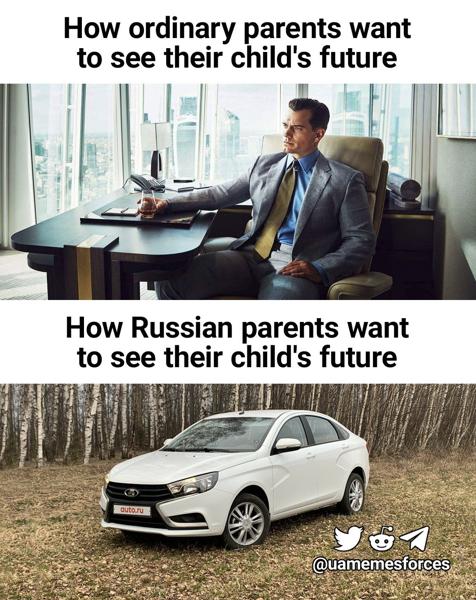 How ordinary parents want
to see their child's future
How Russian parents want
to see their child's future
auto.ru
@uamemesforces